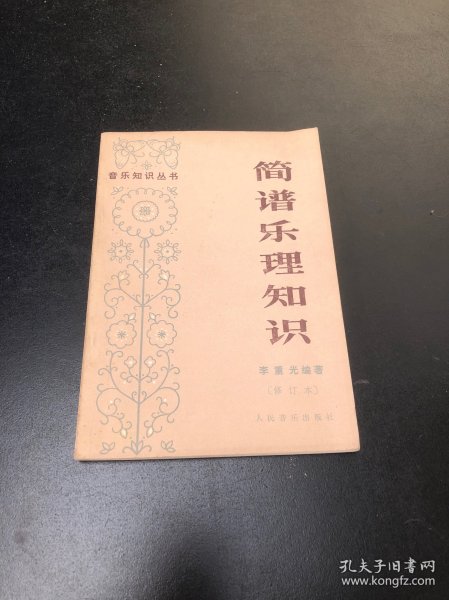 音乐知识丛书
简谱乐理知识
李重光编著
〔修订本〕
人民音乐出版社
孔夫子旧书网
www.kongfz.com